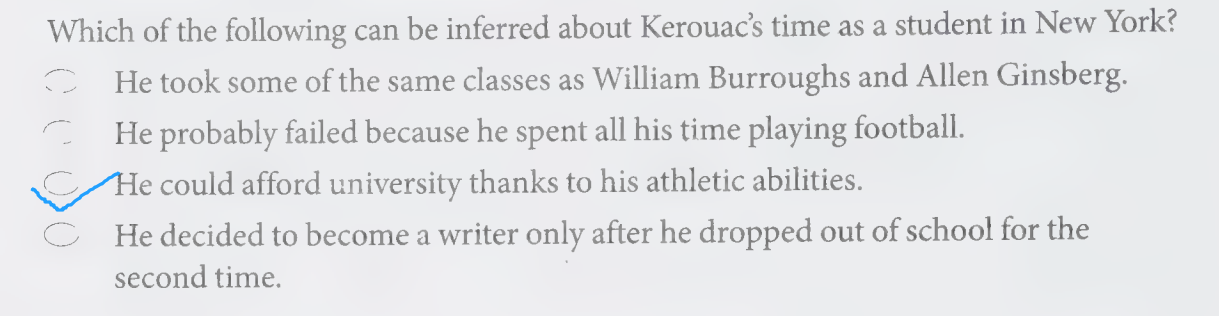 Which of the following can be inferred about Kerouac's time as a student in New York?
He took some of the same classes as William Burroughs and Allen Ginsberg.
He probably failed because he spent all his time playing football.
He could afford university thanks to his athletic abilities.
He decided to become a writer only after he dropped out of school for the
second time.